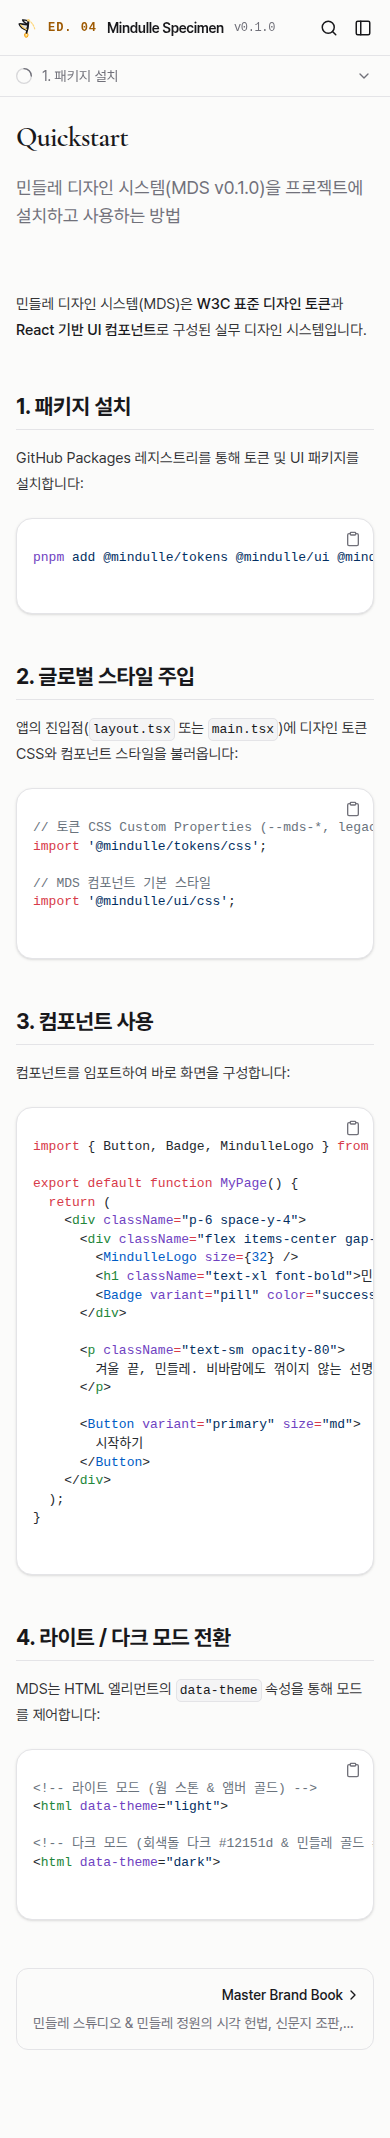 ED. 04 Mindulle Specimen v0.1.0
1. 패키지 설치
Quickstart
민들레 디자인 시스템(MDS v0.1.0)을 프로젝트에
설치하고 사용하는 방법
민들레 디자인 시스템(MDS)은 W3C 표준 디자인 토큰과
React 기반 UI 컴포넌트로 구성된 실무 디자인 시스템입니다.
1. 패키지 설치
GitHub Packages 레지스트리를 통해 토큰 및 UI 패키지를
설치합니다:
pnpm add @mindulle/tokens @mindulle/ui @mind
2. 글로벌 스타일 주입
앱의 진입점(layout.tsx 또는 main.tsx)에 디자인 토큰
CSS와 컴포넌트 스타일을 불러옵니다:
// 토큰 CSS Custom Properties (--mds-*, legac
import '@mindulle/tokens/css';
// MDS 컴포넌트 기본 스타일
import '@mindulle/ui/css';
3. 컴포넌트 사용
컴포넌트를 임포트하여 바로 화면을 구성합니다:
import { Button, Badge, MindulleLogo } from
export default function MyPage() {
return (
<div className="p-6 space-y-4">
<div className="flex items-center gap-
<MindulleLogo size={32} />
<h1 className="text-xl font-bold">민
<Badge variant="pill" color="success
</div>
<p className="text-sm opacity-80">
겨울 끝, 민들레. 비바람에도 꺾이지 않는 선명
</p>
<Button variant="primary" size="md">
시작하기
</Button>
</div>
);
}
4. 라이트 / 다크 모드 전환
MDS는 HTML 엘리먼트의 data-theme 속성을 통해 모드
를 제어합니다:
<!-- 라이트 모드 (웜 스톤 & 앰버 골드) -->
<html data-theme="light">
<!-- 다크 모드 (회색돌 다크 #12151d & 민들레 골드
<html data-theme="dark">
Master Brand Book
민들레 스튜디오 & 민들레 정원의 시각 헌법, 신문지 조판,...